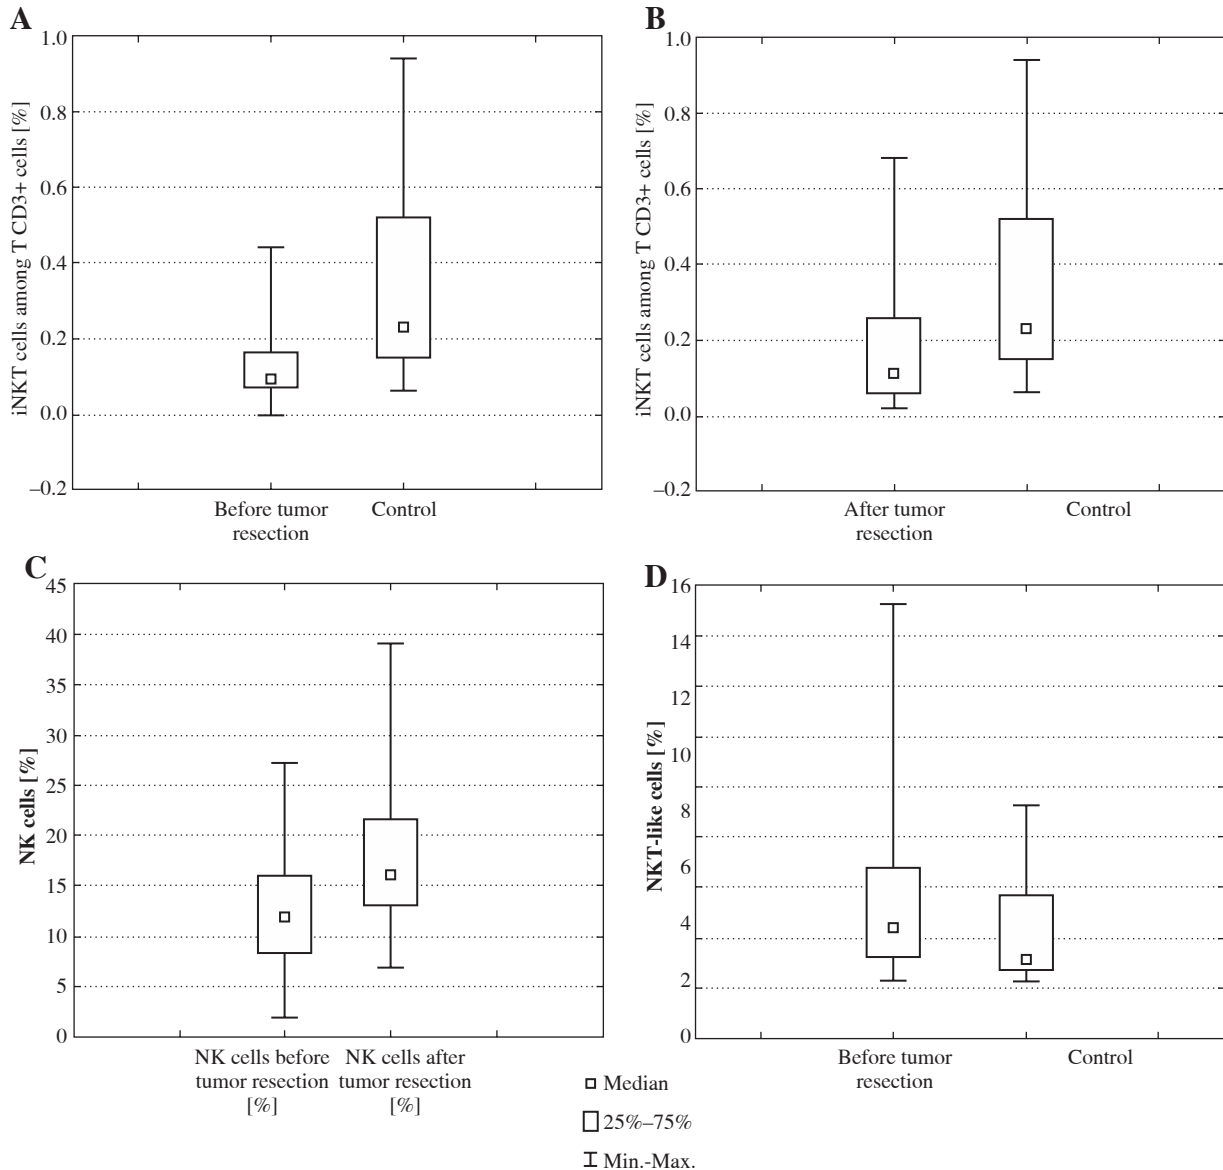 A
1.0
0.8
0.6
0.4
0.2
0.0
–0.2
iNKT cells among T CD3+ cells [%]
Before tumor
resection
Control
B
1.0
0.8
0.6
0.4
0.2
0.0
–0.2
iNKT cells among T CD3+ cells [%]
After tumor
resection
Control
C
45
40
35
30
25
20
15
10
5
0
NK cells [%]
NK cells before
tumor resection
[%]
NK cells after
tumor resection
[%]
D
16
14
12
10
8
6
4
2
0
NKT-like cells [%]
Before tumor
resection
Control
Median
25%–75%
Min.-Max.